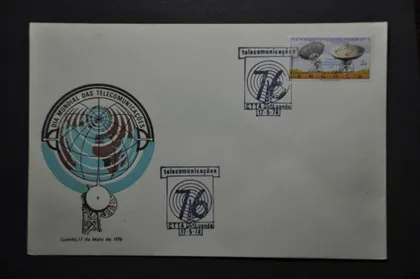 telecomunicações
76
CTTA Luanda
17-5-76
DIA MUNDIAL DAS TELECOMUNICAÇÕES
telecomunicações
76
CTTA Luanda
17-5-76
Luanda, 17 de Maio de 1976